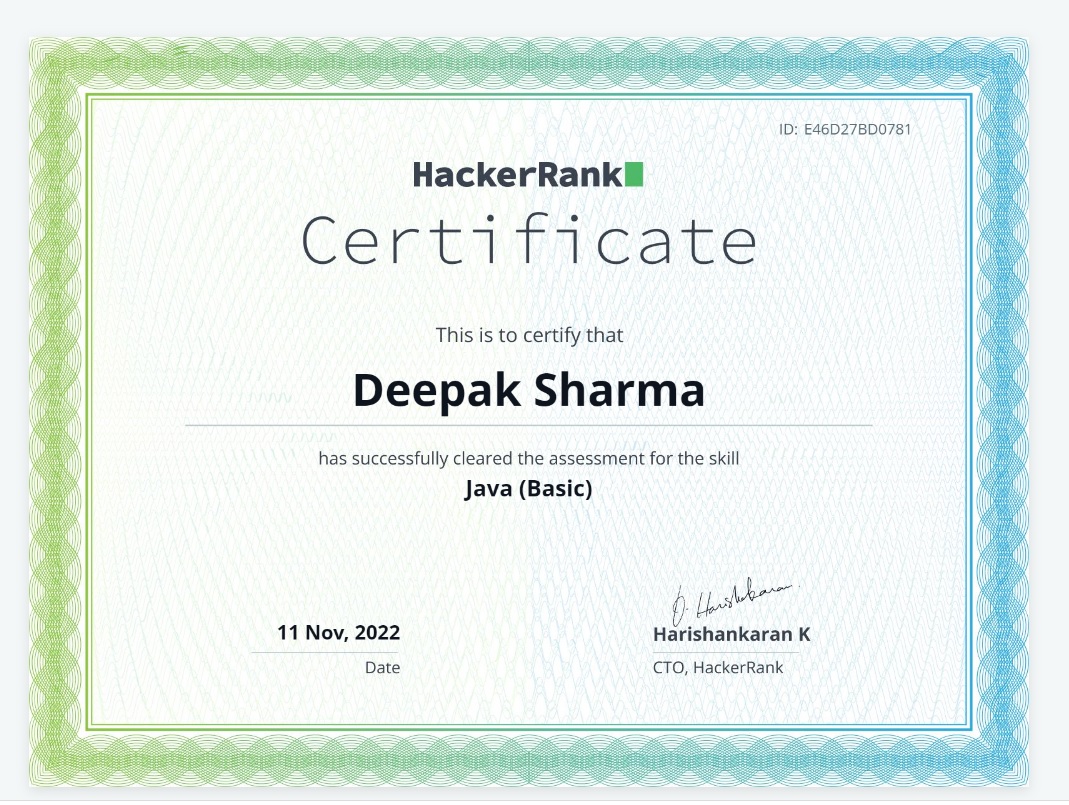 ID: E46D27BD0781
HackerRank
Certificate
This is to certify that
Deepak Sharma
has successfully cleared the assessment for the skill
Java (Basic)
D. Harishankaran
11 Nov, 2022
Harishankaran K
Date
CTO, HackerRank